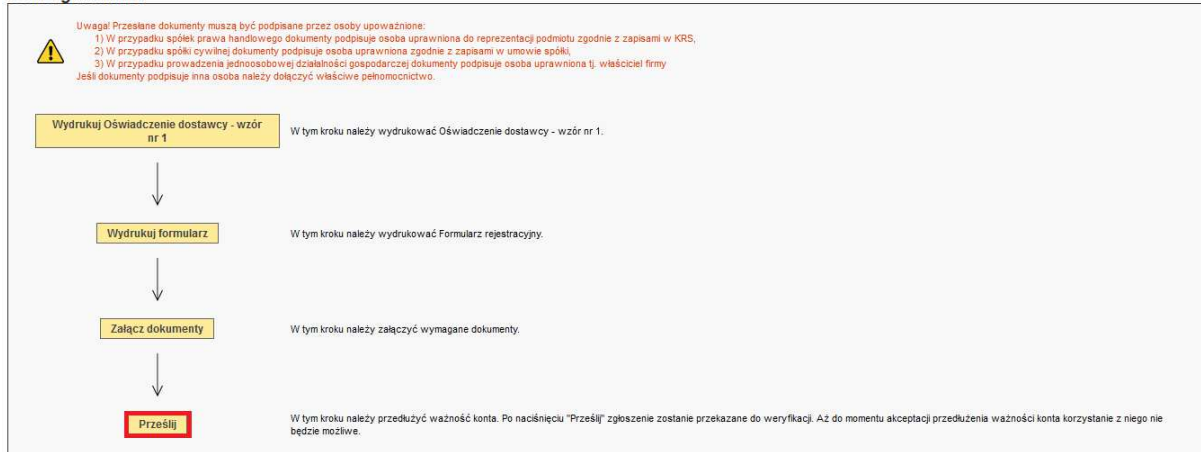 Uwaga! Przesłane dokumenty muszą być podpisane przez osoby upoważnione:
1) W przypadku spółek prawa handlowego dokumenty podpisuje osoba uprawniona do reprezentacji podmiotu zgodnie z zapisami w KRS,
2) W przypadku spółki cywilnej dokumenty podpisuje osoba uprawniona zgodnie z zapisami w umowie spółki,
3) W przypadku prowadzenia jednoosobowej działalności gospodarczej dokumenty podpisuje osoba uprawniona tj. właściciel firmy
Jeśli dokumenty podpisuje inna osoba należy dołączyć właściwe pełnomocnictwo.
Wydrukuj Oświadczenie dostawcy - wzór
nr 1
W tym kroku należy wydrukować Oświadczenie dostawcy - wzór nr 1.
Wydrukuj formularz
W tym kroku należy wydrukować Formularz rejestracyjny.
Załącz dokumenty
W tym kroku należy załączyć wymagane dokumenty.
Prześlij
W tym kroku należy przedłużyć ważność konta. Po naciśnięciu "Prześlij" zgłoszenie zostanie przekazane do weryfikacji. Aż do momentu akceptacji przedłużenia ważności konta korzystanie z niego nie
będzie możliwe.